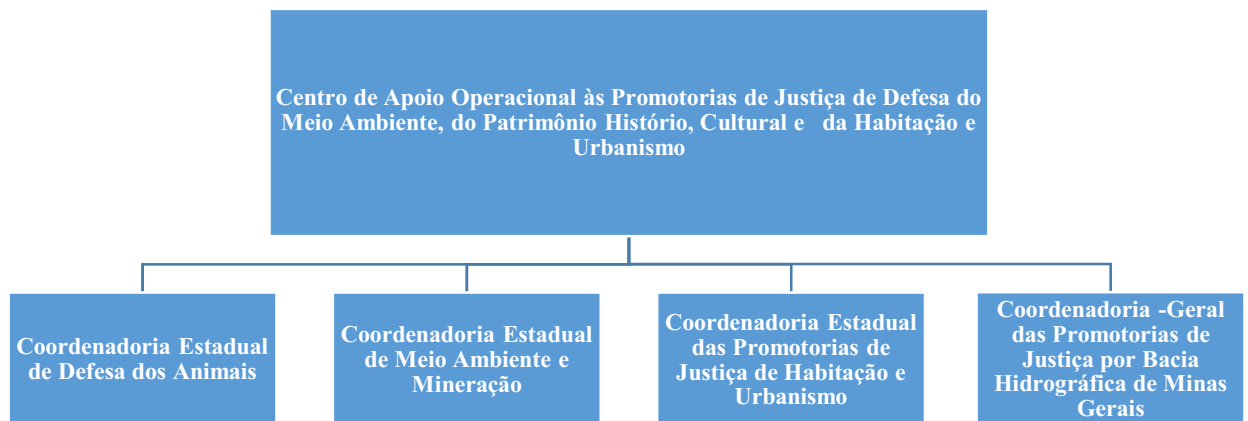 Centro de Apoio Operacional às Promotorias de Justiça de Defesa do
Meio Ambiente, do Patrimônio Histório, Cultural e da Habitação e
Urbanismo
Coordenadoria Estadual
de Defesa dos Animais
Coordenadoria Estadual
de Meio Ambiente e
Mineração
Coordenadoria Estadual
das Promotorias de
Justiça de Habitação e
Urbanismo
Coordenadoria -Geral
das Promotorias de
Justiça por Bacia
Hidrográfica de Minas
Gerais